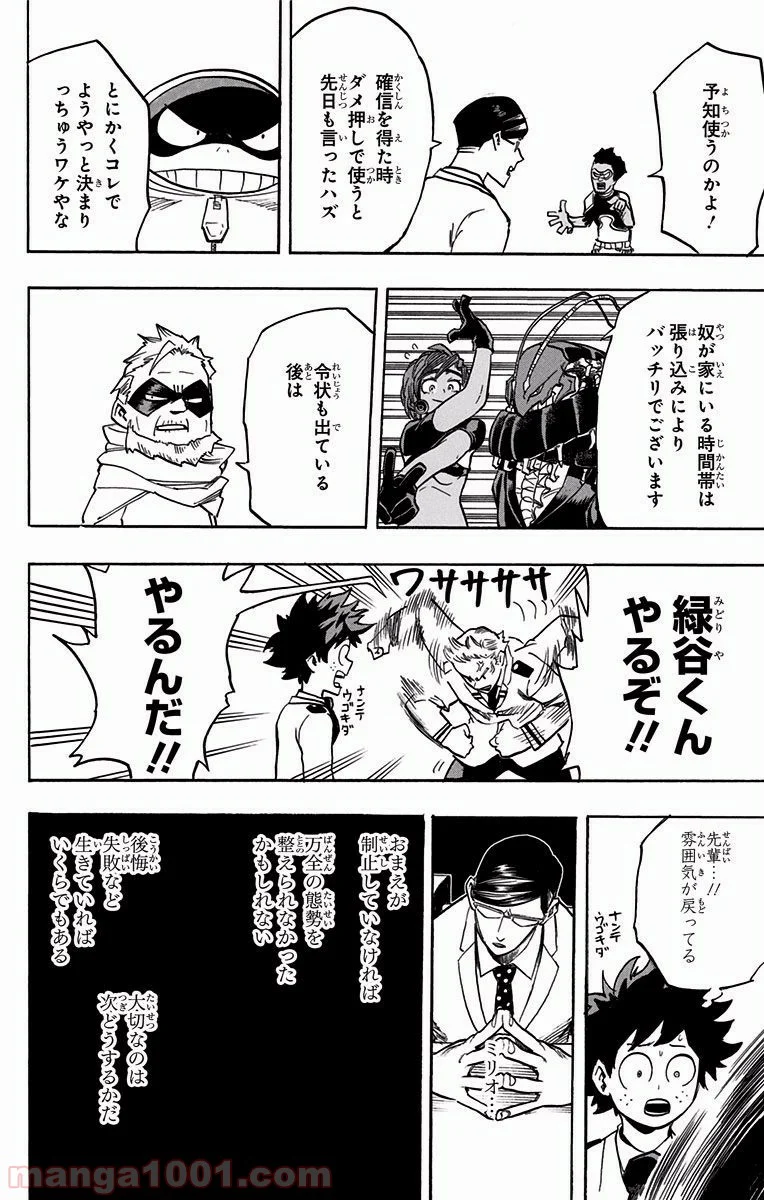 予知使うのかよ！
確信を得た時
ダメ押しで使うと
先日も言ったハズ
とにかくコレで
ようやっと決まり
っちゅうワケやな
奴が家にいる時間帯は
張り込みにより
バッチリでございます
令状も出ている
後は
緑谷くん
やるぞ!!
ワサササササ
ナンテ
ウゴキダ
やるんだ!!
先輩…!!
雰囲気が戻ってる
ナンテ
ウゴキダ
ミリオ…
おまえが
制止していなければ
万全の態勢を
整えられなかった
かもしれない
後悔
失敗など
生きていれば
いくらでもある
大切なのは
次どうするかだ
manga1001.com